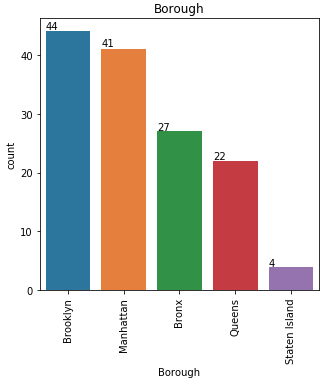 Borough
44
41
27
22
4
40
30
20
10
0
count
Brooklyn
Manhattan
Bronx
Queens
Staten Island
Borough